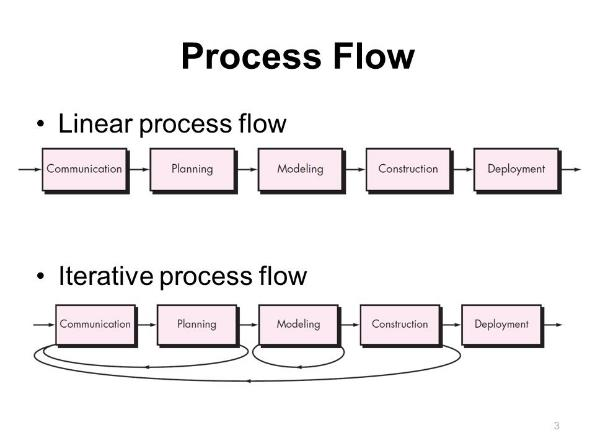 Process Flow
• Linear process flow
Communication Planning Modeling Construction Deployment
• Iterative process flow
Communication Planning Modeling Construction Deployment
3